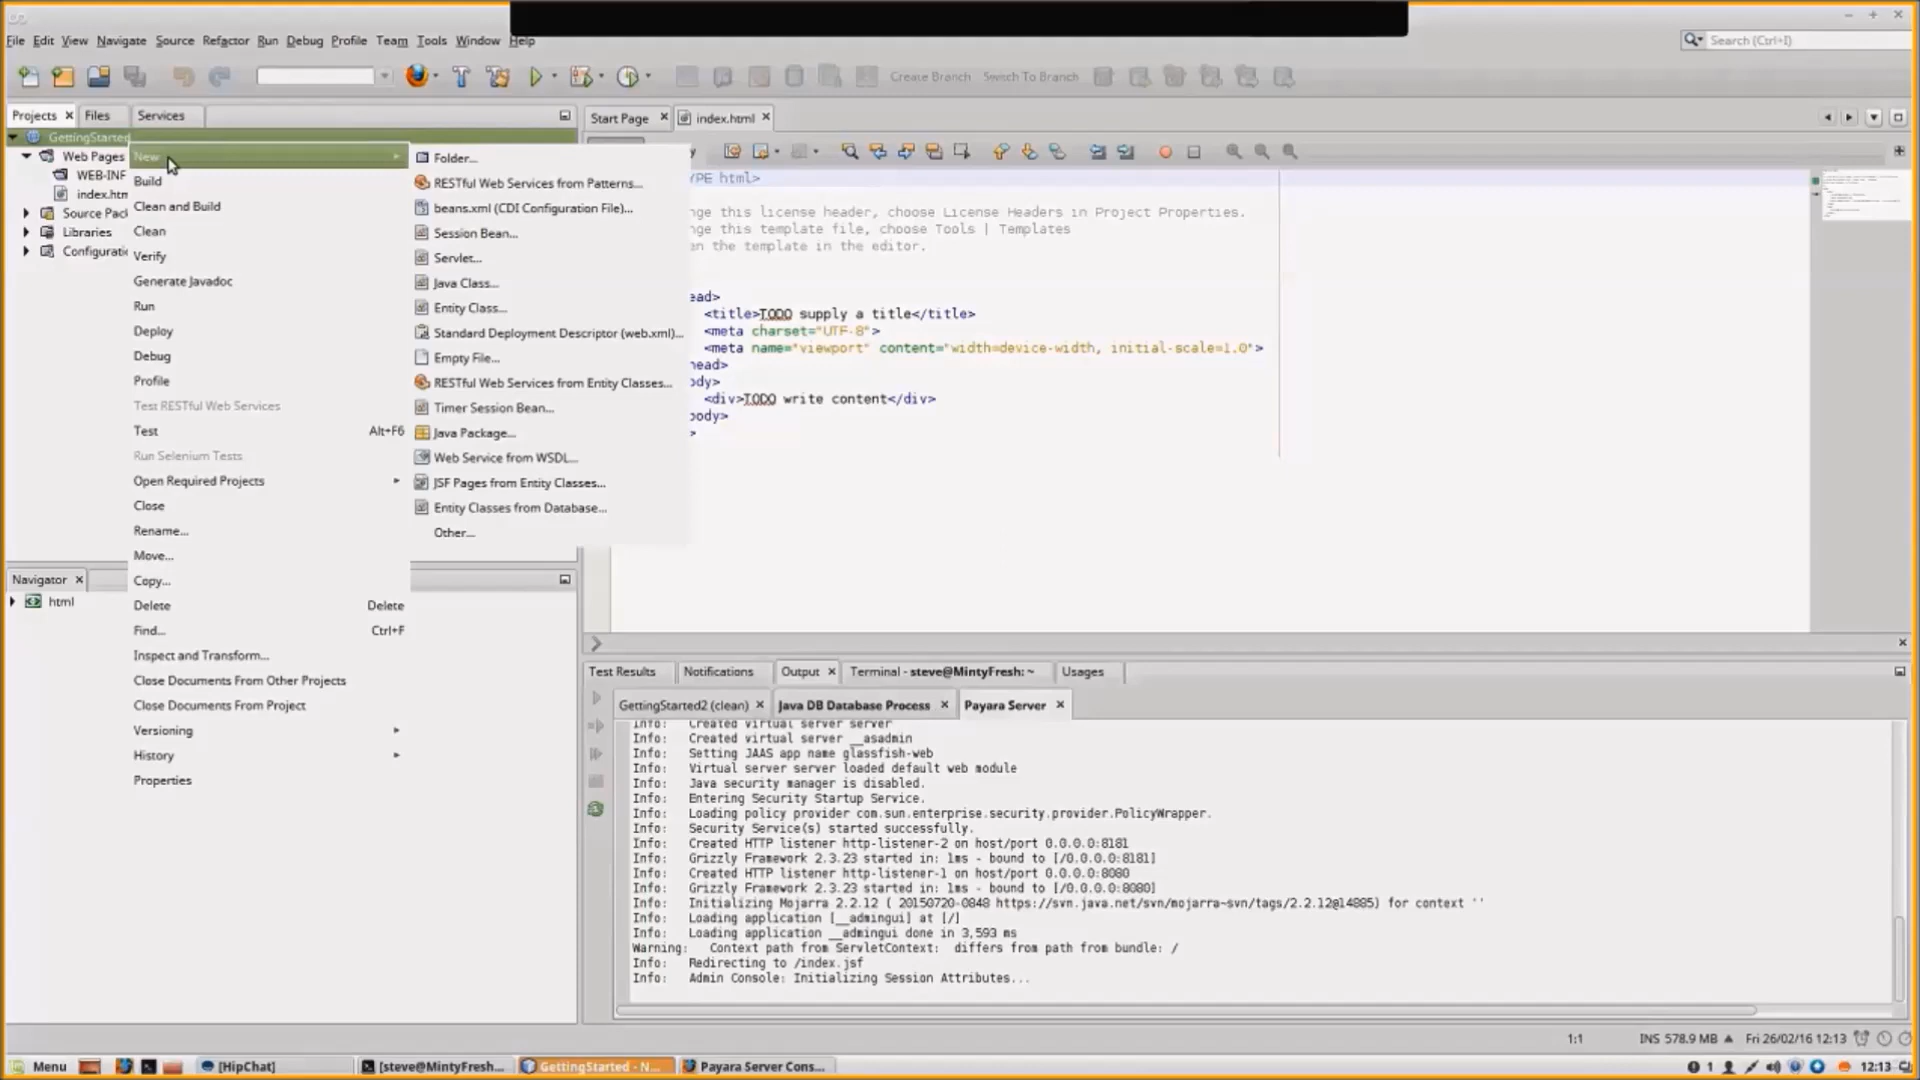 File Edit View Navigate Source Refactor Run Debug Profile Team Tools Window Help
Search (Ctrl+I)
Create Branch Switch To Branch
Projects Files Services
Start Page index.html
GettingStarted
Web Pages
WEB-INF
index.htm
Source Pack
Libraries
Configuratio
New
Build
Clean and Build
Clean
Verify
Generate Javadoc
Run
Deploy
Debug
Profile
Test RESTful Web Services
Test Alt+F6
Run Selenium Tests
Open Required Projects
Close
Rename...
Move...
Copy...
Delete Delete
Find... Ctrl+F
Inspect and Transform...
Close Documents From Other Projects
Close Documents From Project
Versioning
History
Properties
Folder...
RESTful Web Services from Patterns...
beans.xml (CDI Configuration File)...
Session Bean...
Servlet...
Java Class...
Entity Class...
Standard Deployment Descriptor (web.xml)...
Empty File...
RESTful Web Services from Entity Classes...
Timer Session Bean...
Java Package...
Web Service from WSDL...
JSF Pages from Entity Classes...
Entity Classes from Database...
Other...
y
YPE html>
nge this license header, choose License Headers in Project Properties.
nge this template file, choose Tools | Templates
en the template in the editor.
ead>
<title>TODO supply a title</title>
<meta charset="UTF-8">
<meta name="viewport" content="width=device-width, initial-scale=1.0">
head>
ody>
<div>TODO write content</div>
body>
>
Navigator
html
Test Results Notifications Output Terminal - steve@MintyFresh: ~ Usages
GettingStarted2 (clean) Java DB Database Process Payara Server
Info: Created virtual server server
Info: Created virtual server __asadmin
Info: Setting JAAS app name glassfish-web
Info: Virtual server server loaded default web module
Info: Java security manager is disabled.
Info: Entering Security Startup Service.
Info: Loading policy provider com.sun.enterprise.security.provider.PolicyWrapper.
Info: Security Service(s) started successfully.
Info: Created HTTP listener http-listener-2 on host/port 0.0.0.0:8181
Info: Grizzly Framework 2.3.23 started in: 1ms - bound to [/0.0.0.0:8181]
Info: Created HTTP listener http-listener-1 on host/port 0.0.0.0:8080
Info: Grizzly Framework 2.3.23 started in: 1ms - bound to [/0.0.0.0:8080]
Info: Initializing Mojarra 2.2.12 ( 20150720-0848 https://svn.java.net/svn/mojarra~svn/tags/2.2.12@14885) for context ''
Info: Loading application [__admingui] at [/]
Info: Loading application __admingui done in 3,593 ms
Warning: Context path from ServletContext: differs from path from bundle: /
Info: Redirecting to /index.jsf
Info: Admin Console: Initializing Session Attributes...
1:1 INS 578.9 MB Fri 26/02/16 12:13
Menu [HipChat] [steve@MintyFresh... GettingStarted - N... Payara Server Cons... 1 12:13